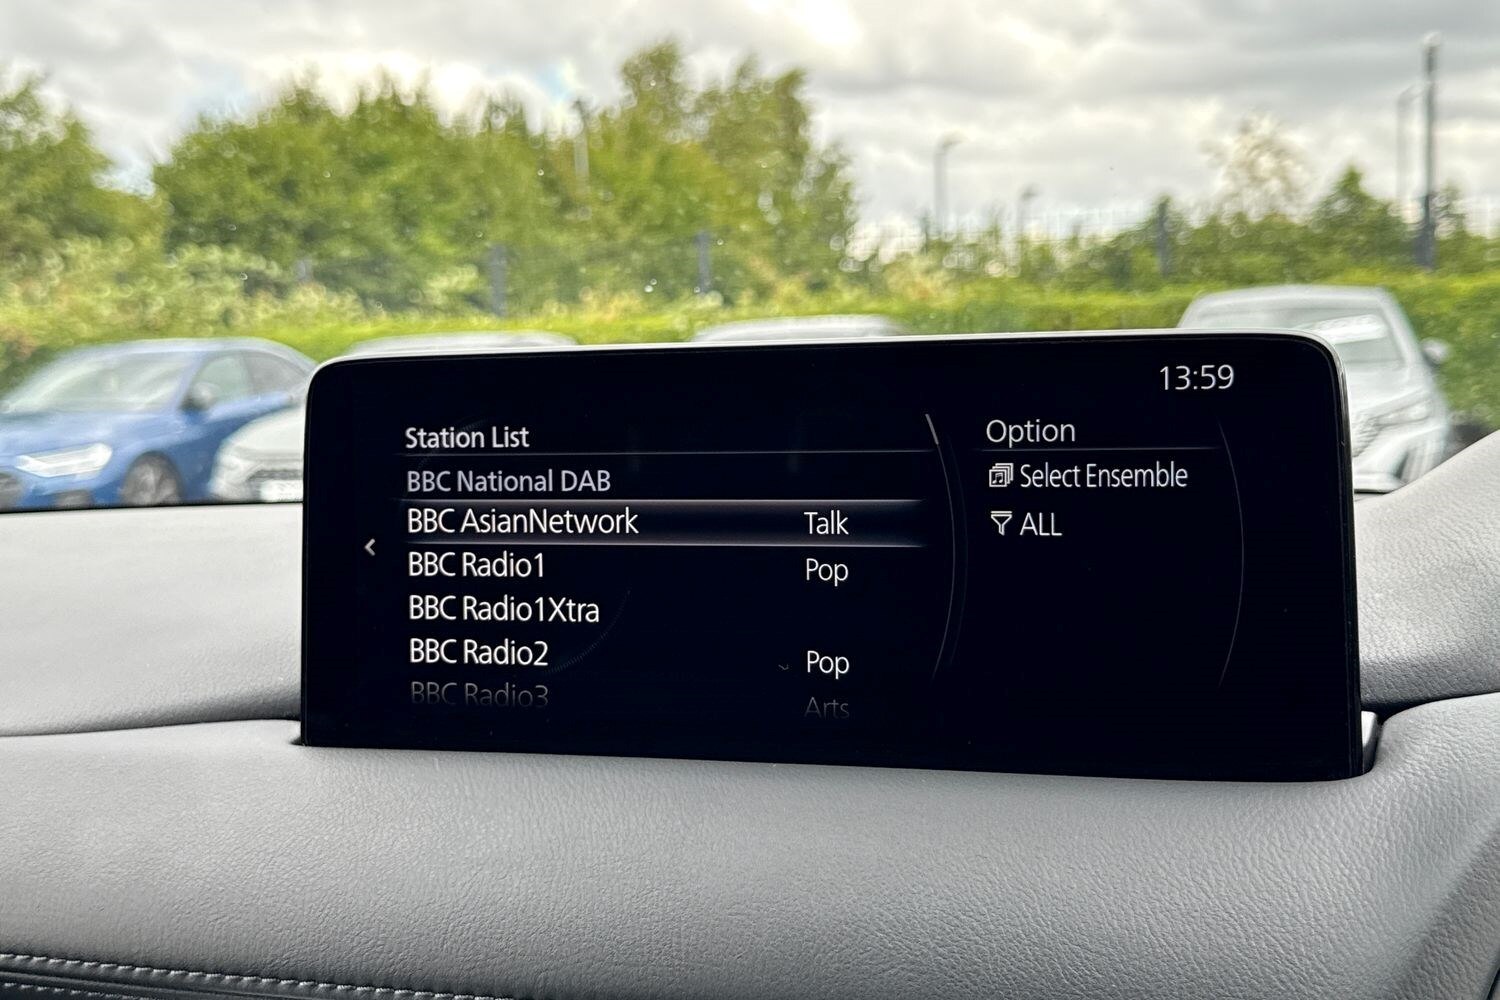 13:59
Station List
BBC National DAB
BBC AsianNetwork Talk
BBC Radio1 Pop
BBC Radio1Xtra
BBC Radio2 Pop
BBC Radio3 Arts
Option
Select Ensemble
ALL